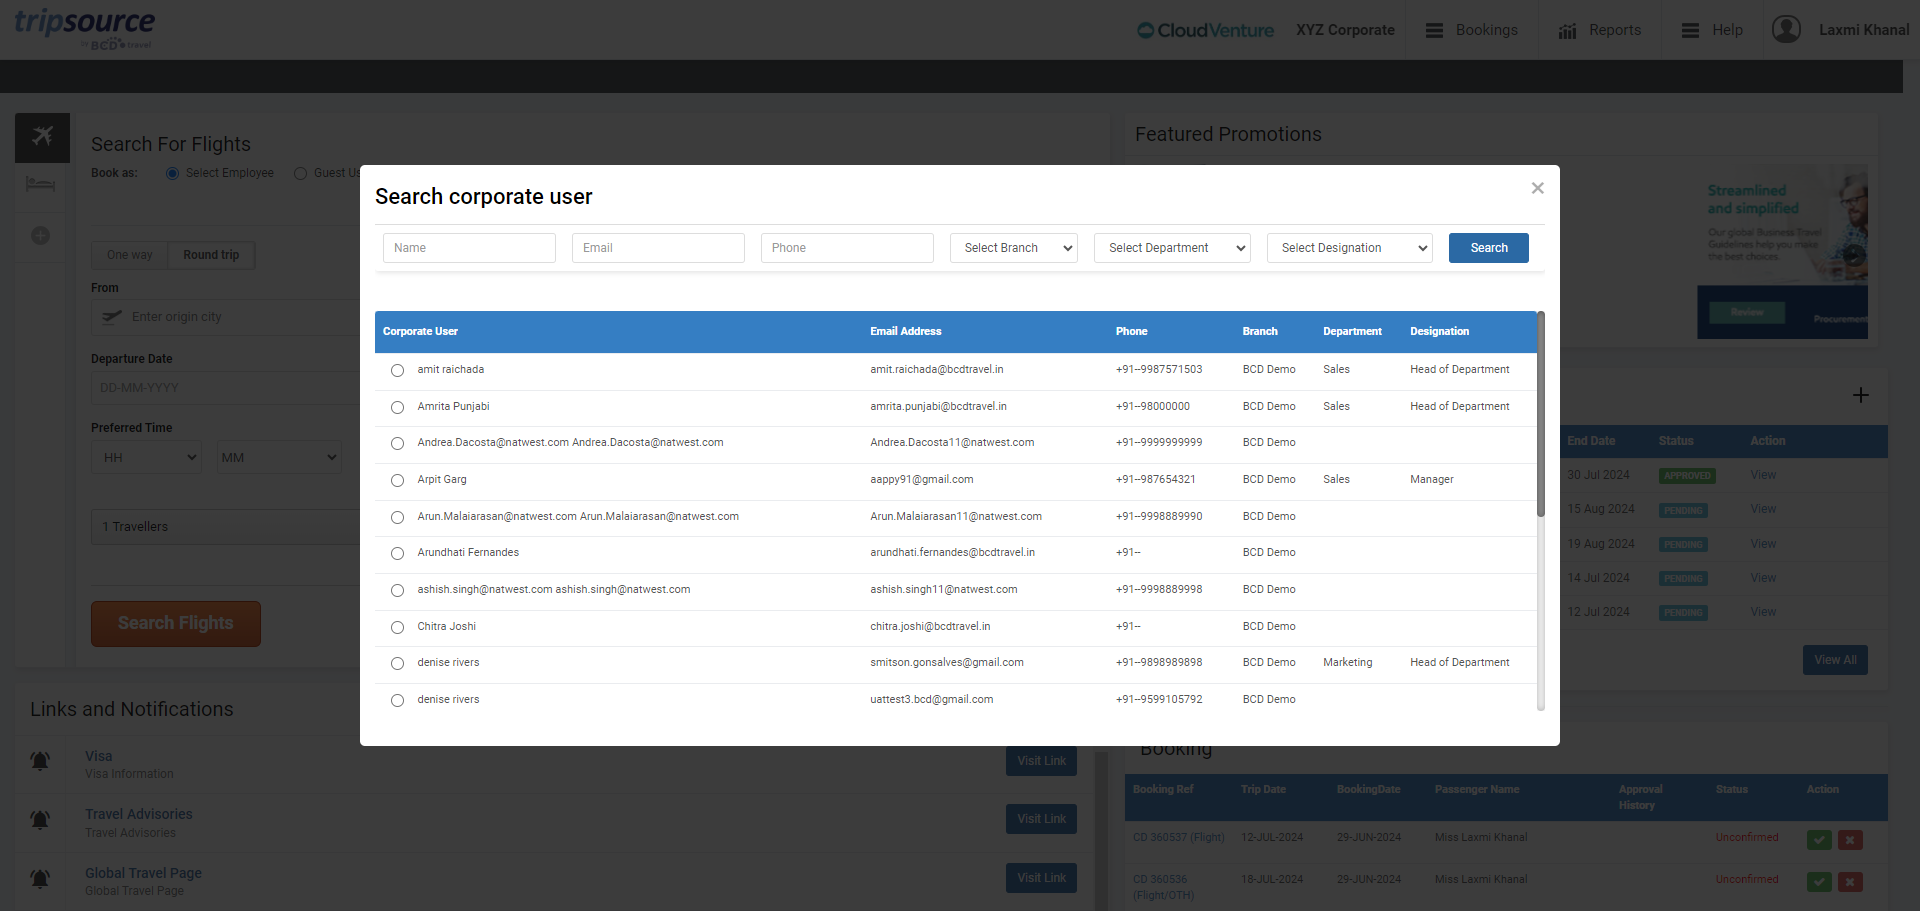 tripsource
by BCD travel
CloudVenture
XYZ Corporate
Bookings
Reports
Help
Laxmi Khanal
Search For Flights
Book as: Select Employee Guest Us
One way Round trip
From
Enter origin city
Departure Date
DD-MM-YYYY
Preferred Time
HH MM
1 Travellers
Search Flights
Featured Promotions
Streamlined
and simplified
Our global Business Travel
Guidelines help you make
the best choices.
Review
Procurement
Search corporate user
×
Name Email Phone Select Branch Select Department Select Designation Search
Corporate User Email Address Phone Branch Department Designation
amit raichada amit.raichada@bcdtravel.in +91--9987571503 BCD Demo Sales Head of Department
Amrita Punjabi amrita.punjabi@bcdtravel.in +91--98000000 BCD Demo Sales Head of Department
Andrea.Dacosta@natwest.com Andrea.Dacosta@natwest.com Andrea.Dacosta11@natwest.com +91--9999999999 BCD Demo
Arpit Garg aappy91@gmail.com +91--987654321 BCD Demo Sales Manager
Arun.Malaiarasan@natwest.com Arun.Malaiarasan@natwest.com Arun.Malaiarasan11@natwest.com +91--9998889990 BCD Demo
Arundhati Fernandes arundhati.fernandes@bcdtravel.in +91-- BCD Demo
ashish.singh@natwest.com ashish.singh@natwest.com ashish.singh11@natwest.com +91--9998889998 BCD Demo
Chitra Joshi chitra.joshi@bcdtravel.in +91-- BCD Demo
denise rivers smitson.gonsalves@gmail.com +91--9898989898 BCD Demo Marketing Head of Department
denise rivers uattest3.bcd@gmail.com +91--9599105792 BCD Demo
End Date Status Action
30 Jul 2024 APPROVED View
15 Aug 2024 PENDING View
19 Aug 2024 PENDING View
14 Jul 2024 PENDING View
12 Jul 2024 PENDING View
View All
Links and Notifications
Visa
Visa Information
Visit Link
Travel Advisories
Travel Advisories
Visit Link
Global Travel Page
Global Travel Page
Visit Link
Booking
Booking Ref Trip Date BookingDate Passenger Name Approval History Status Action
CD 360537 (Flight) 12-JUL-2024 29-JUN-2024 Miss Laxmi Khanal Unconfirmed
CD 360536 18-JUL-2024 29-JUN-2024 Miss Laxmi Khanal Unconfirmed
(Flight/OTH)